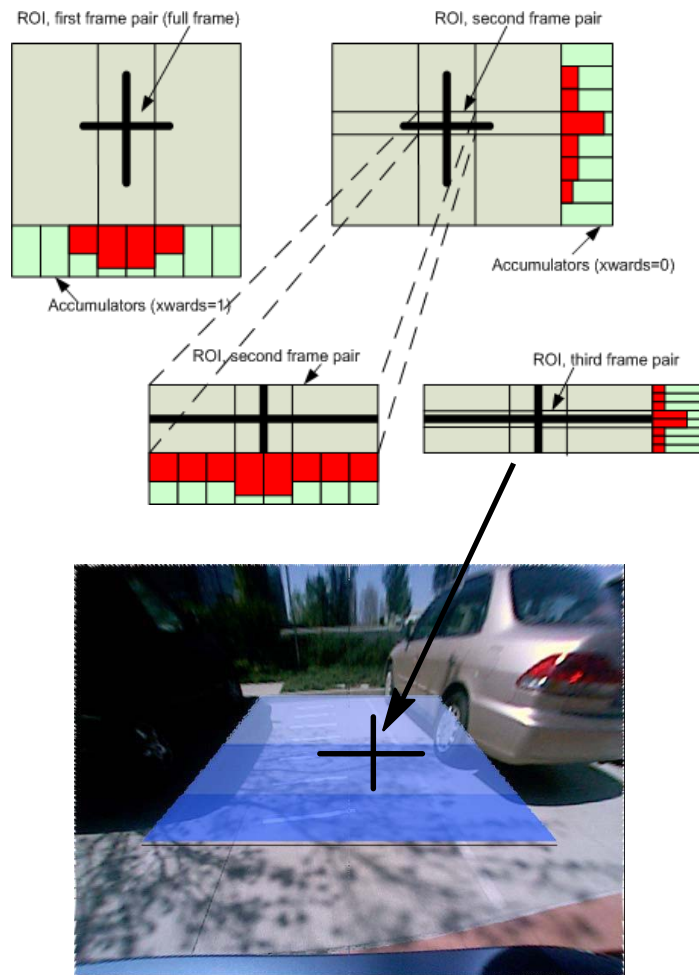 ROI, first frame pair (full frame)
ROI, second frame pair
Accumulators (xwards=0)
Accumulators (xwards=1)
ROI, second frame pair
ROI, third frame pair